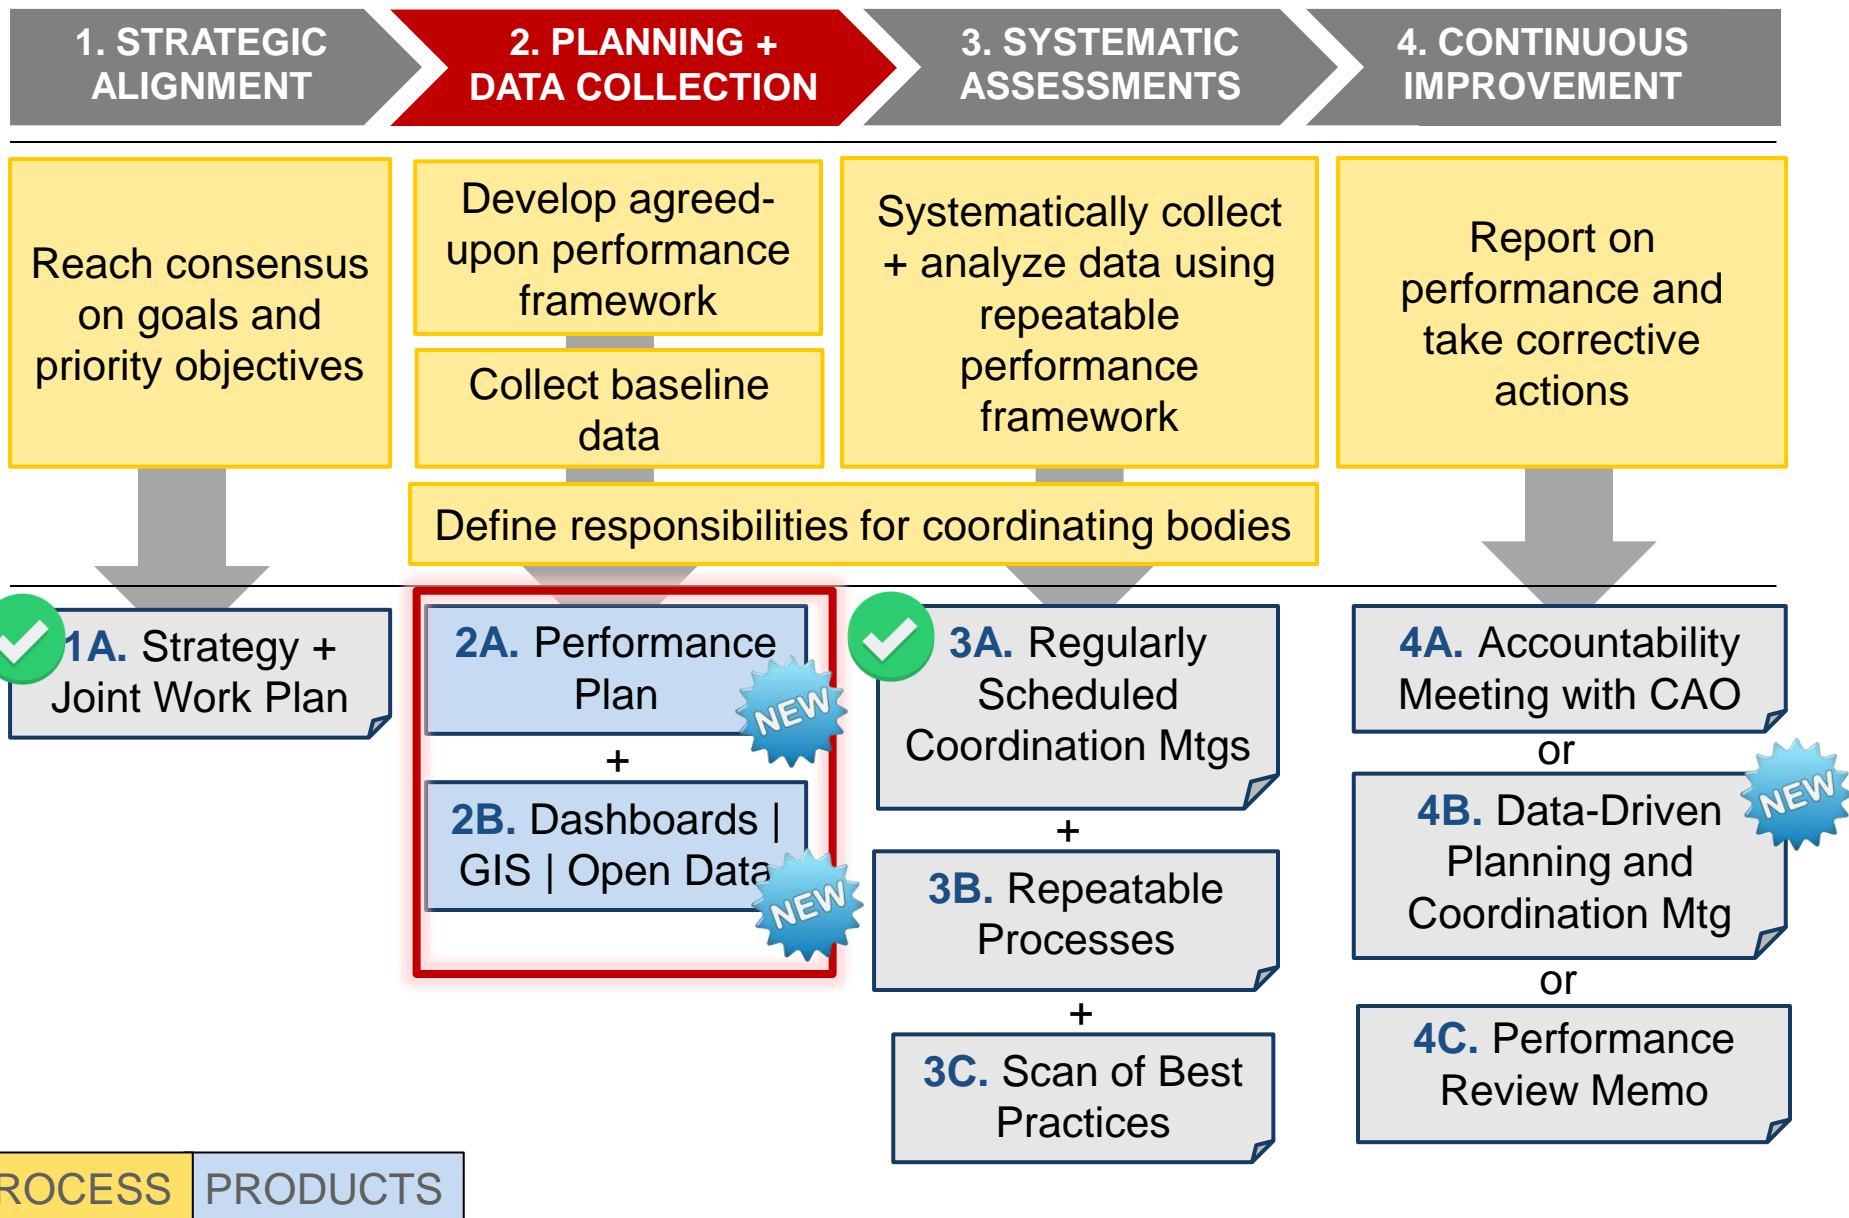 1. STRATEGIC
ALIGNMENT
2. PLANNING +
DATA COLLECTION
3. SYSTEMATIC
ASSESSMENTS
4. CONTINUOUS
IMPROVEMENT
Reach consensus
on goals and
priority objectives
Develop agreed-
upon performance
framework
Collect baseline
data
Systematically collect
+ analyze data using
repeatable
performance
framework
Report on
performance and
take corrective
actions
Define responsibilities for coordinating bodies
1A. Strategy +
Joint Work Plan
2A. Performance
Plan
NEW
+
2B. Dashboards |
GIS | Open Data
NEW
3A. Regularly
Scheduled
Coordination Mtgs
+
3B. Repeatable
Processes
+
3C. Scan of Best
Practices
4A. Accountability
Meeting with CAO
or
4B. Data-Driven
Planning and
Coordination Mtg
NEW
or
4C. Performance
Review Memo
ROCESS
PRODUCTS